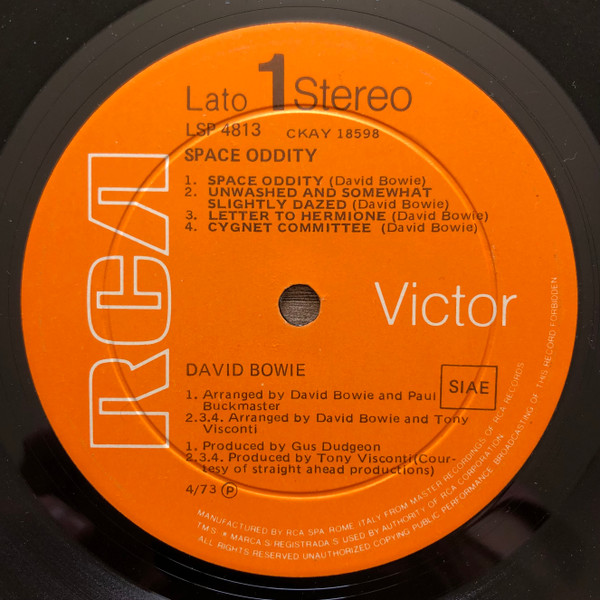 Lato 1 Stereo
LSP 4813 CKAY 18598
SPACE ODDITY
1. SPACE ODDITY (David Bowie)
2. UNWASHED AND SOMEWHAT
SLIGHTLY DAZED (David Bowie)
3. LETTER TO HERMIONE (David Bowie)
4. CYGNET COMMITTEE (David Bowie)
RCA
Victor
DAVID BOWIE
SIAE
1. Arranged by David Bowie and Paul
Buckmaster
2.3.4. Arranged by David Bowie and Tony
Visconti
1. Produced by Gus Dudgeon
2.3.4. Produced by Tony Visconti(Cour-
tesy of straight ahead productions)
4/73 Ⓟ
MANUFACTURED BY RCA SPA ROME ITALY FROM MASTER RECORDINGS OF RCA RECORDS
T.M.S. * MARCA/S/REGISTRADA'S USED BY AUTHORITY OF RCA CORPORATION.
ALL RIGHTS RESERVED UNAUTHORIZED COPYING PUBLIC PERFORMANCE BROADCASTING OF THIS RECORD FORBIDDEN